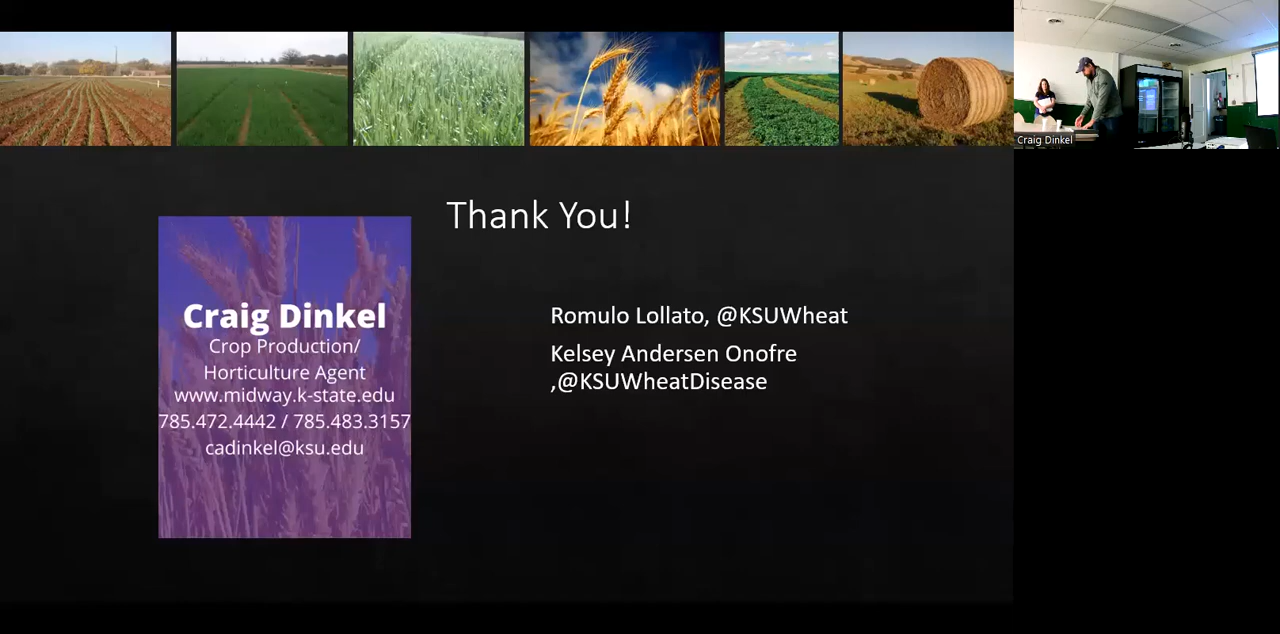 Craig Dinkel
Thank You!
Craig Dinkel
Crop Production/
Horticulture Agent
www.midway.k-state.edu
785.472.4442 / 785.483.3157
cadinkel@ksu.edu
Romulo Lollato, @KSUWheat
Kelsey Andersen Onofre
,@KSUWheatDisease